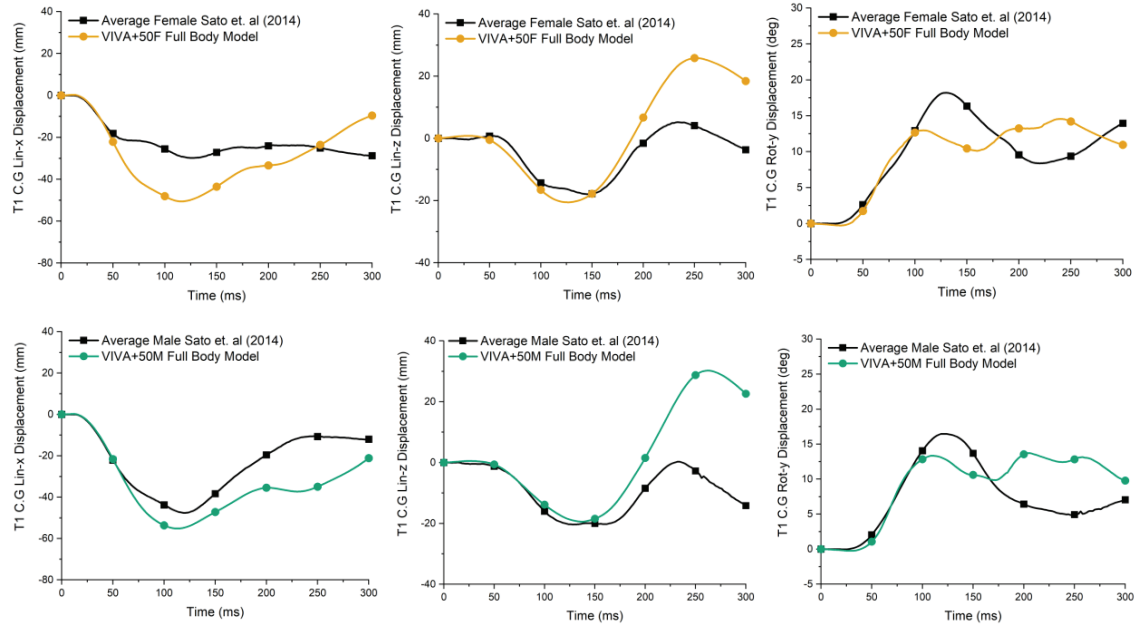 Average Female Sato et. al (2014)
VIVA+50F Full Body Model
T1 C.G Lin-x Displacement (mm)
40
20
0
-20
-40
-60
-80
0 50 100 150 200 250 300
Time (ms)
Average Female Sato et. al (2014)
VIVA+50F Full Body Model
T1 C.G Lin-z Displacement (mm)
40
20
0
-20
-40
0 50 100 150 200 250 300
Time (ms)
Average Female Sato et. al (2014)
VIVA+50F Full Body Model
T1 C.G Rot-y Displacement (deg)
30
25
20
15
10
5
0
-5
0 50 100 150 200 250 300
Time (ms)
Average Male Sato et. al (2014)
VIVA+50M Full Body Model
T1 C.G Lin-x Displacement (mm)
40
20
0
-20
-40
-60
-80
0 50 100 150 200 250 300
Time (ms)
Average Male Sato et. al (2014)
VIVA+50M Full Body Model
T1 C.G Lin-z Displacement (mm)
40
20
0
-20
-40
0 50 100 150 200 250 300
Time (ms)
Average Male Sato et. al (2014)
VIVA+50M Full Body Model
T1 C.G Rot-y Displacement (deg)
30
25
20
15
10
5
0
-5
0 50 100 150 200 250 300
Time (ms)